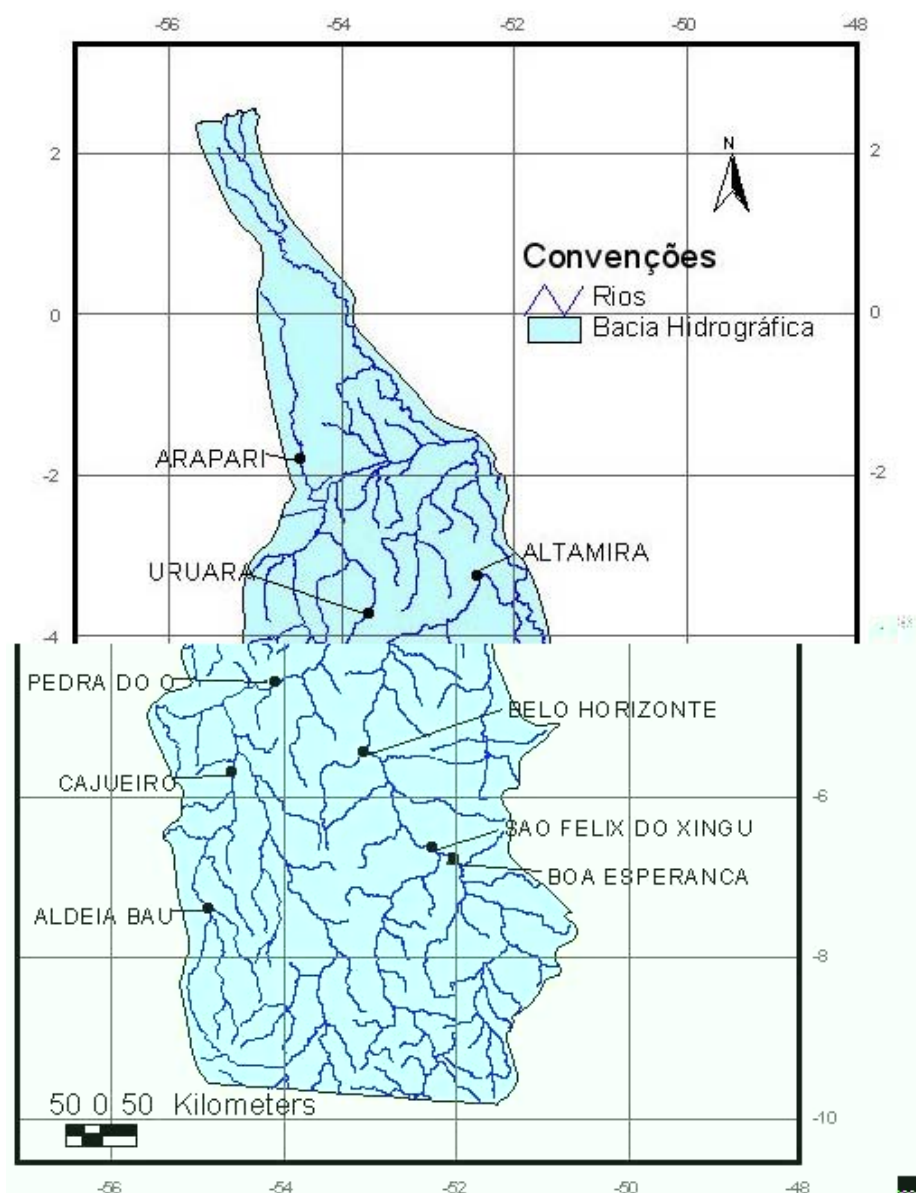 -56 -54 -52 -50 -48
N
2 2
Convenções
Rios
Bacia Hidrográfica
0 0
ARAPARI
-2 -2
ALTAMIRA
URUARA
-4
PEDRA DO O
BELO HORIZONTE
CAJUEIRO
-6
SAO FELIX DO XINGU
BOA ESPERANCA
ALDEIA BAU
-8
50 0 50 Kilometers
-10
-56 -54 -52 -50 -48